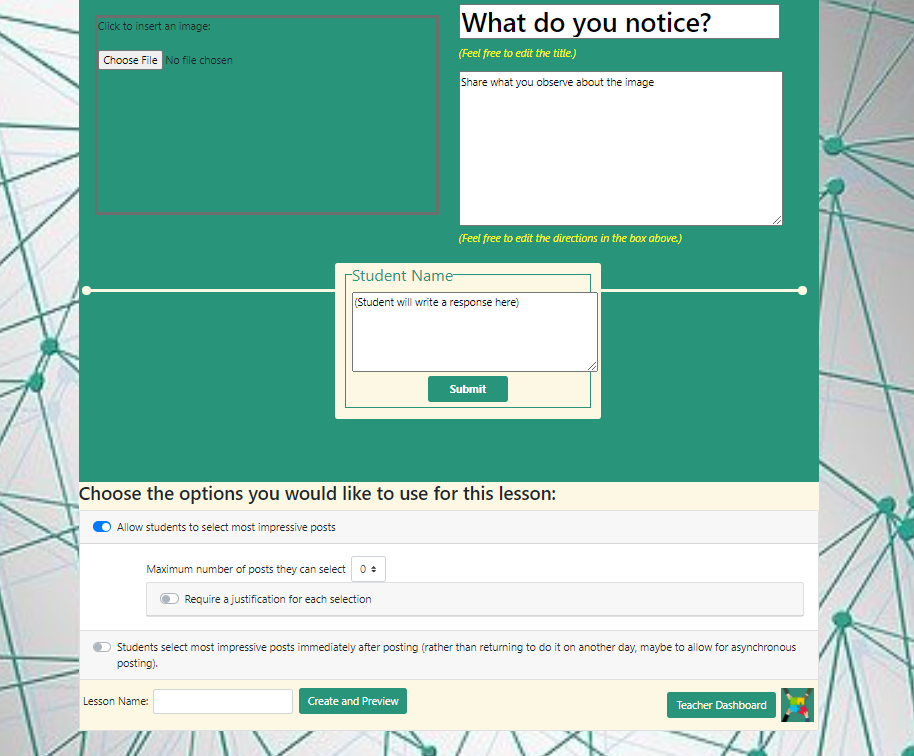 Click to insert an image:
Choose File No file chosen
What do you notice?
(Feel free to edit the title.)
Share what you observe about the image
(Feel free to edit the directions in the box above.)
Student Name
(Student will write a response here)
Submit
Choose the options you would like to use for this lesson:
Allow students to select most impressive posts
Maximum number of posts they can select 0
Require a justification for each selection
Students select most impressive posts immediately after posting (rather than returning to do it on another day, maybe to allow for asynchronous
posting).
Lesson Name: Create and Preview Teacher Dashboard